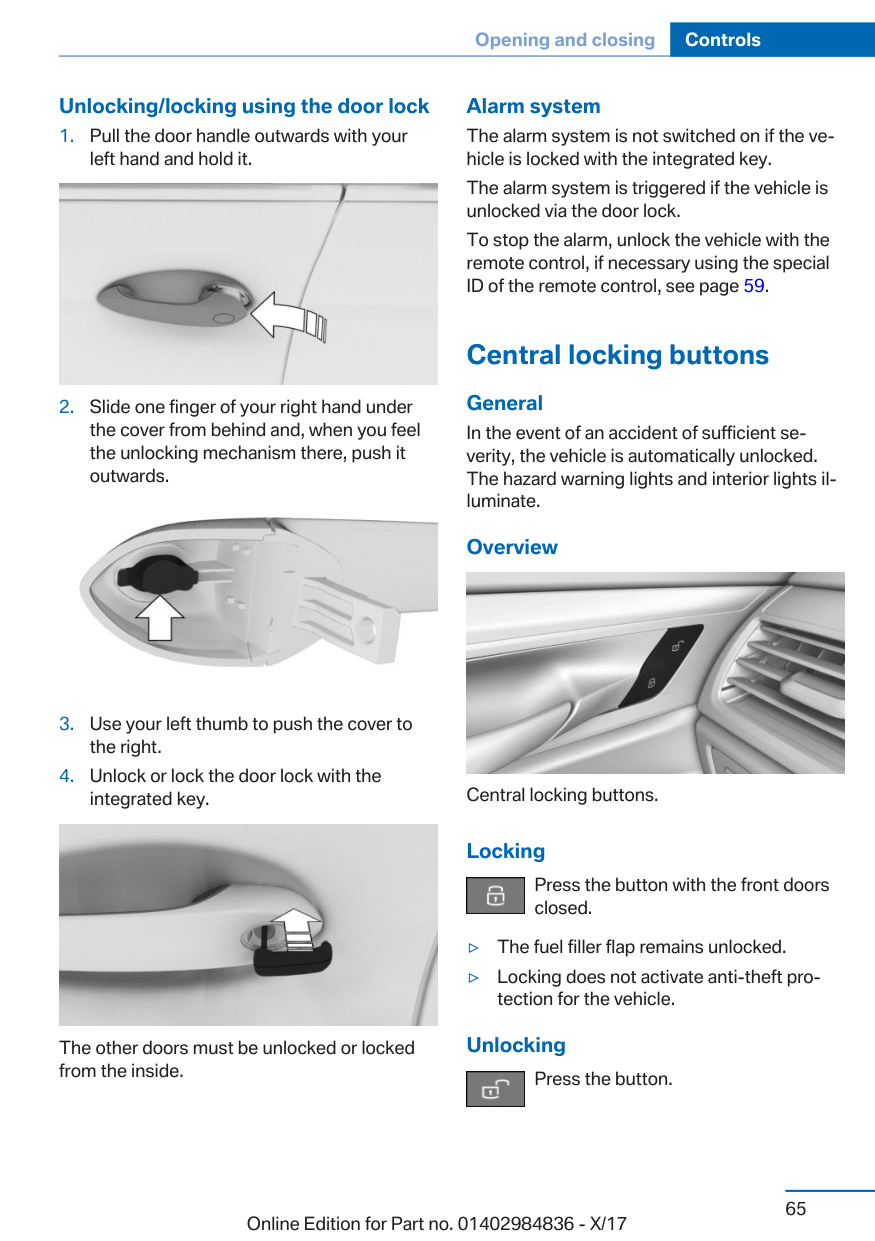 Opening and closing Controls
Unlocking/locking using the door lock
1. Pull the door handle outwards with your
left hand and hold it.
2. Slide one finger of your right hand under
the cover from behind and, when you feel
the unlocking mechanism there, push it
outwards.
3. Use your left thumb to push the cover to
the right.
4. Unlock or lock the door lock with the
integrated key.
The other doors must be unlocked or locked
from the inside.
Alarm system
The alarm system is not switched on if the ve-
hicle is locked with the integrated key.
The alarm system is triggered if the vehicle is
unlocked via the door lock.
To stop the alarm, unlock the vehicle with the
remote control, if necessary using the special
ID of the remote control, see page 59.
Central locking buttons
General
In the event of an accident of sufficient se-
verity, the vehicle is automatically unlocked.
The hazard warning lights and interior lights il-
luminate.
Overview
Central locking buttons.
Locking
Press the button with the front doors
closed.
▷ The fuel filler flap remains unlocked.
▷ Locking does not activate anti-theft pro-
tection for the vehicle.
Unlocking
Press the button.
65
Online Edition for Part no. 01402984836 - X/17